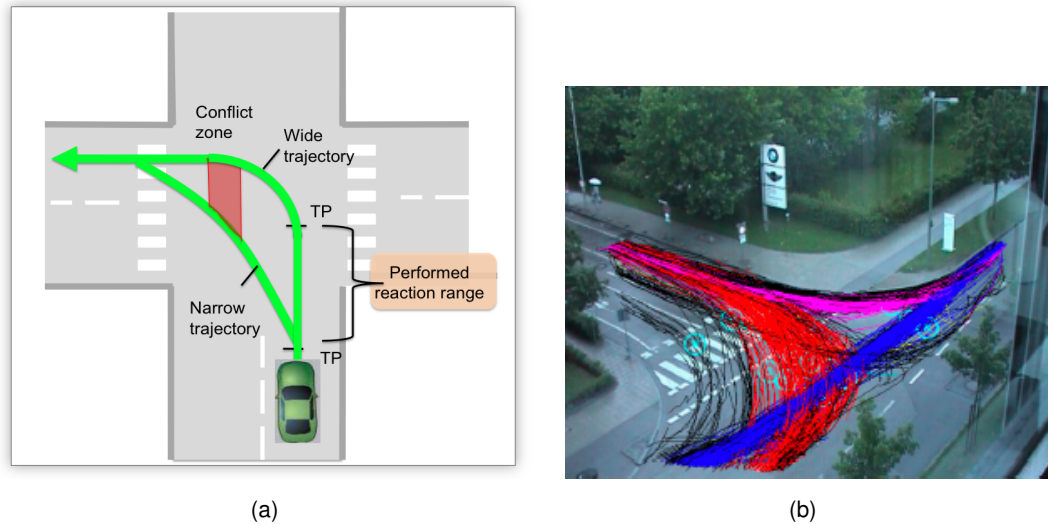 Conflict
zone
Wide
trajectory
TP
Performed
reaction range
Narrow
trajectory
TP
(a)
(b)